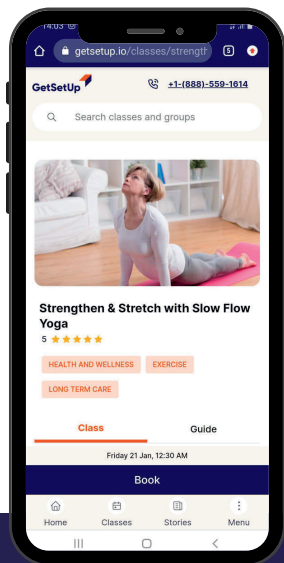 14:03
getsetup.io/classes/strength
5
GetSetUp
+1-(888)-559-1614
Search classes and groups
Strengthen & Stretch with Slow Flow
Yoga
5
HEALTH AND WELLNESS EXERCISE
LONG TERM CARE
Class Guide
Friday 21 Jan, 12:30 AM
Book
Home Classes Stories Menu